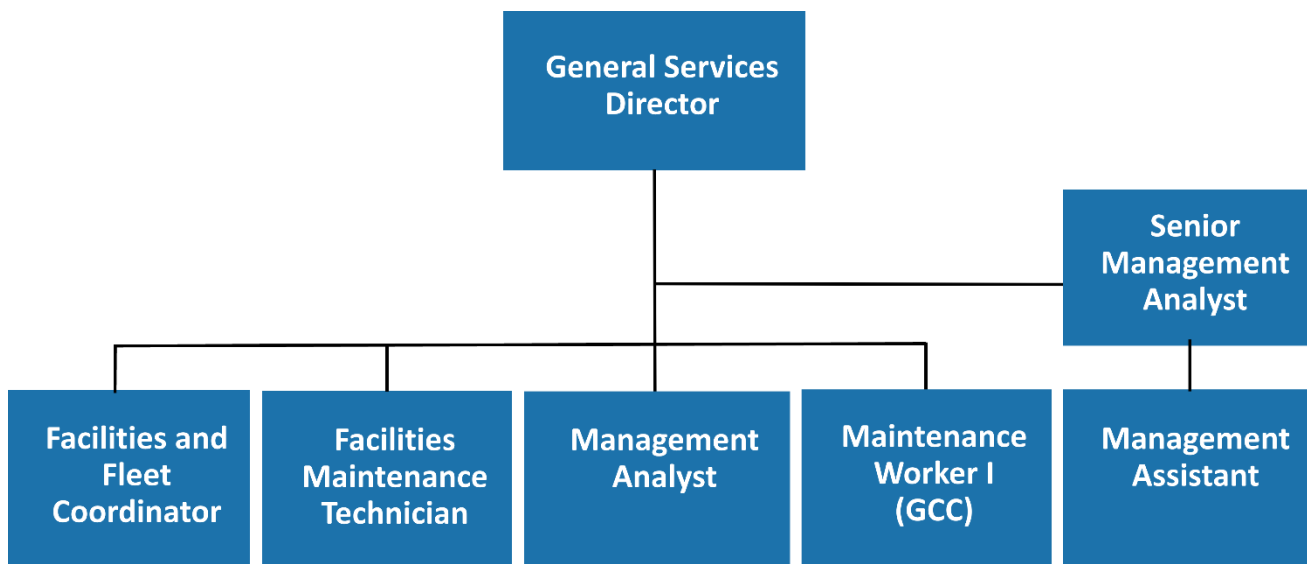 General Services
Director
Senior
Management
Analyst
Facilities and
Fleet
Coordinator
Facilities
Maintenance
Technician
Management
Analyst
Maintenance
Worker I
(GCC)
Management
Assistant